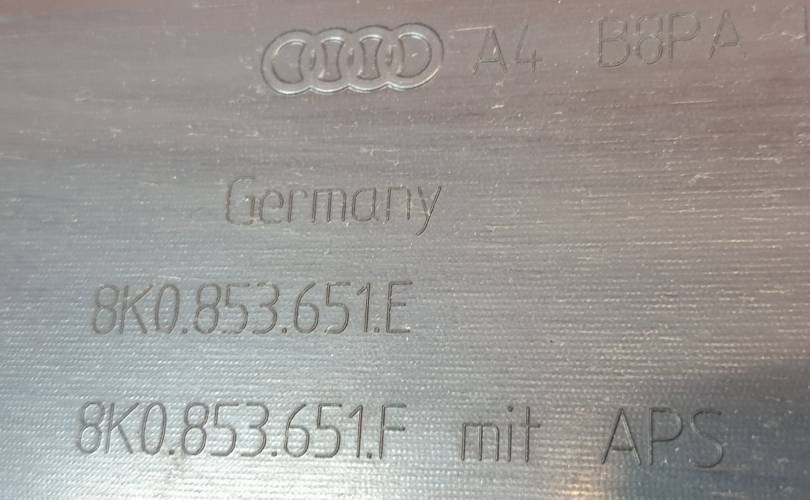 A4 B8PA
Germany
8K0.853.651.E
8K0.853.651.F mit APS